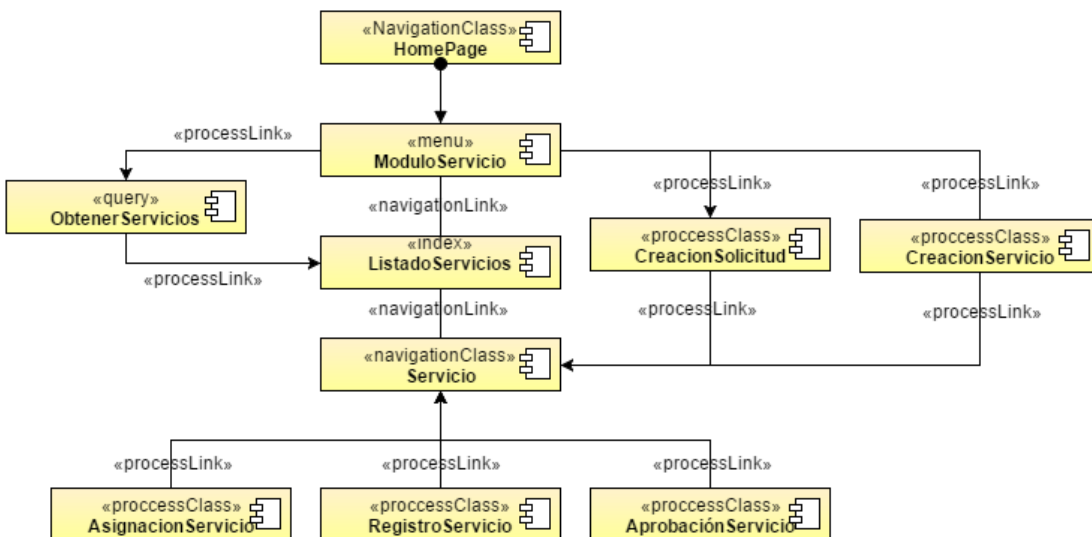 «NavigationClass»
HomePage
«processLink»
«menu»
ModuloServicio
«query»
ObtenerServicios
«navigationLink»
«processLink»
«processLink»
«index»
ListadoServicios
«proccessClass»
CreacionSolicitud
«proccessClass»
CreacionServicio
«processLink»
«navigationLink»
«processLink»
«processLink»
«navigationClass»
Servicio
«processLink»
«processLink»
«processLink»
«proccessClass»
AsignacionServicio
«proccessClass»
RegistroServicio
«proccessClass»
AprobaciónServicio